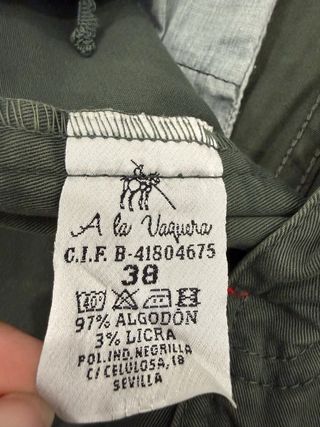 A la Vaquera
C.I.F. B-41804675
38
97% ALGODÓN
3% LICRA
POL.IND.NEGRILLA
C/CELULOSA,18
SEVILLA